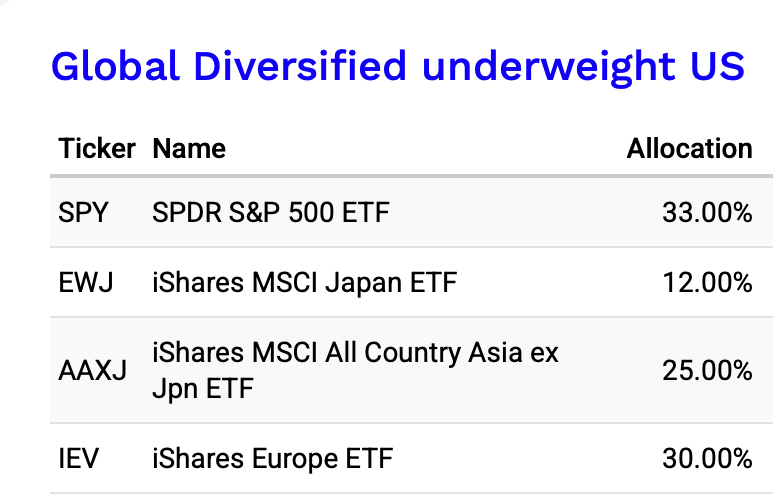 Global Diversified underweight US
Ticker Name Allocation
SPY SPDR S&P 500 ETF 33.00%
EWJ iShares MSCI Japan ETF 12.00%
AAXJ iShares MSCI All Country Asia ex
Jpn ETF 25.00%
IEV iShares Europe ETF 30.00%